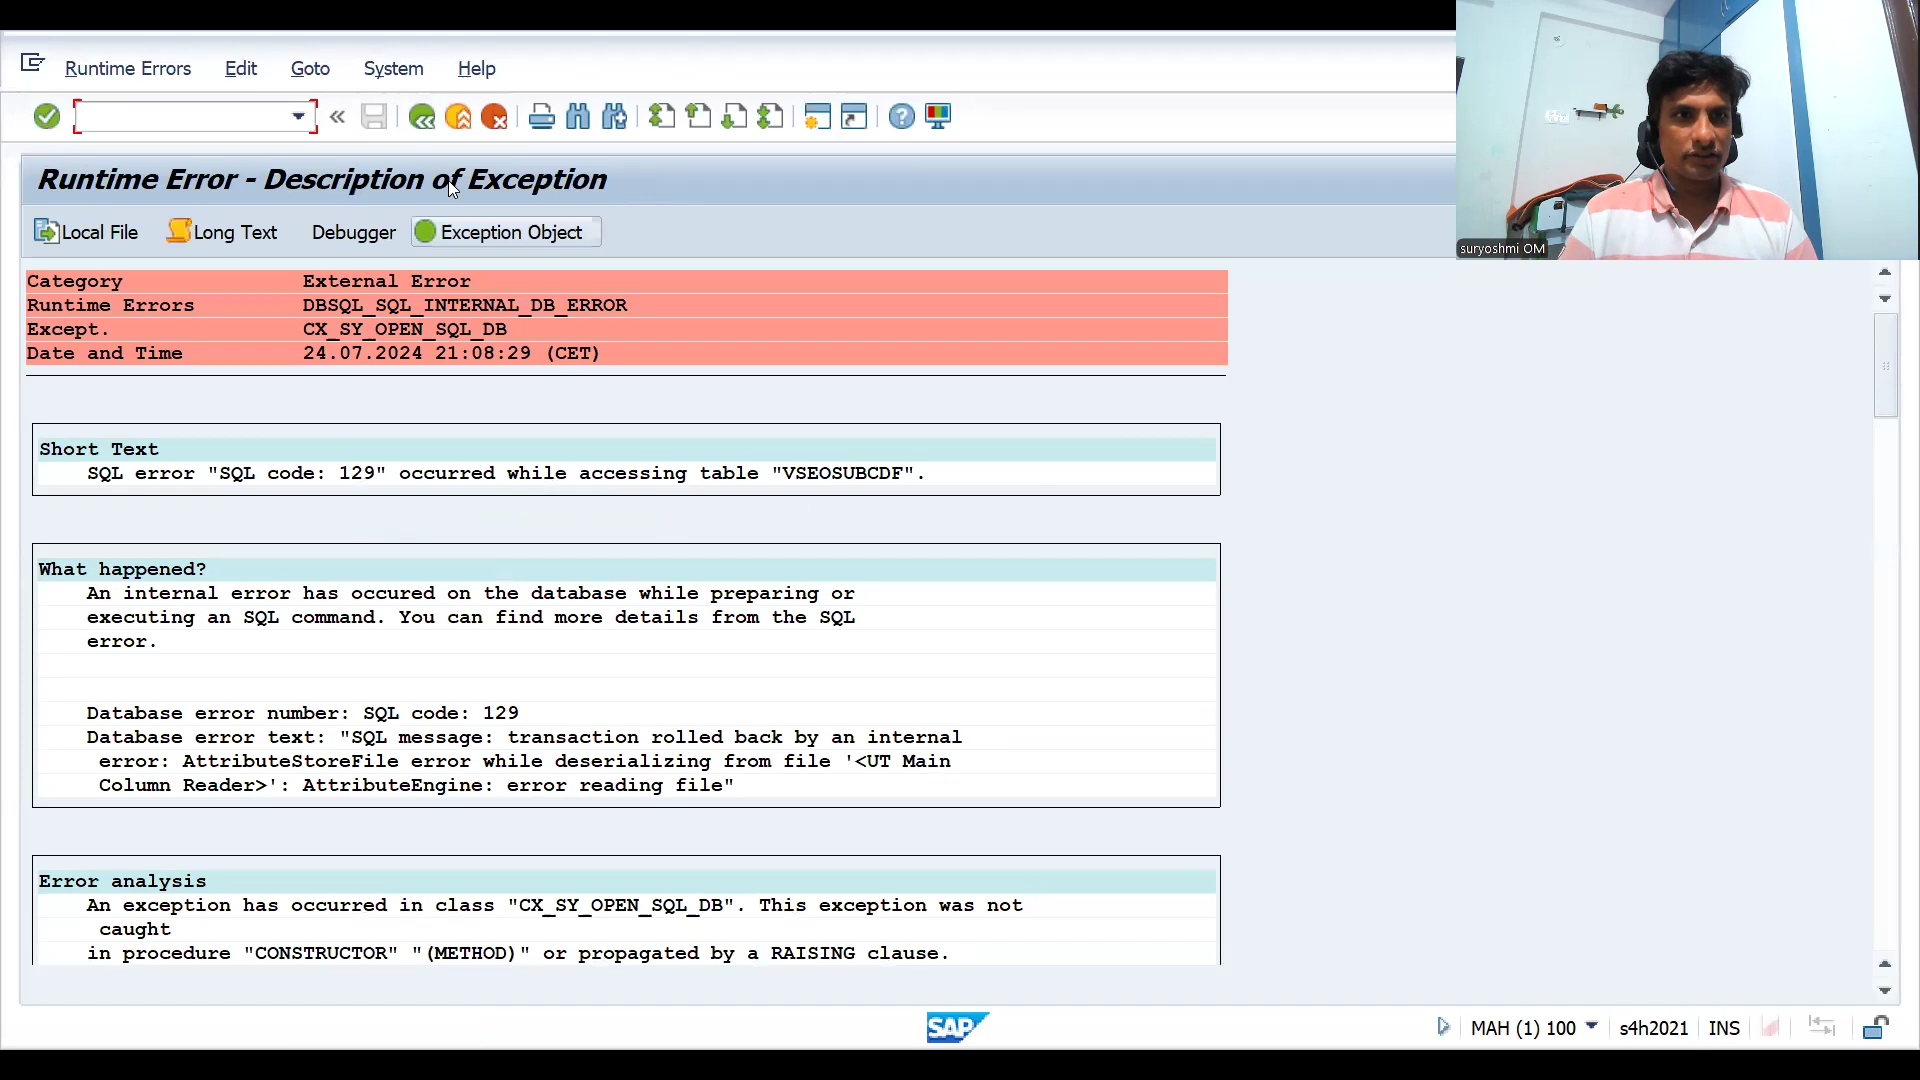 Runtime Errors Edit Goto System Help
Runtime Error - Description of Exception
Local File Long Text Debugger Exception Object
suryoshmi OM
Category External Error
Runtime Errors DBSQL_SQL_INTERNAL_DB_ERROR
Except. CX_SY_OPEN_SQL_DB
Date and Time 24.07.2024 21:08:29 (CET)
Short Text
SQL error "SQL code: 129" occurred while accessing table "VSEOSUBCDF".
What happened?
An internal error has occured on the database while preparing or
executing an SQL command. You can find more details from the SQL
error.
Database error number: SQL code: 129
Database error text: "SQL message: transaction rolled back by an internal
error: AttributeStoreFile error while deserializing from file '<UT Main
Column Reader>': AttributeEngine: error reading file"
Error analysis
An exception has occurred in class "CX_SY_OPEN_SQL_DB". This exception was not
caught
in procedure "CONSTRUCTOR" "(METHOD)" or propagated by a RAISING clause.
SAP
MAH (1) 100 s4h2021 INS